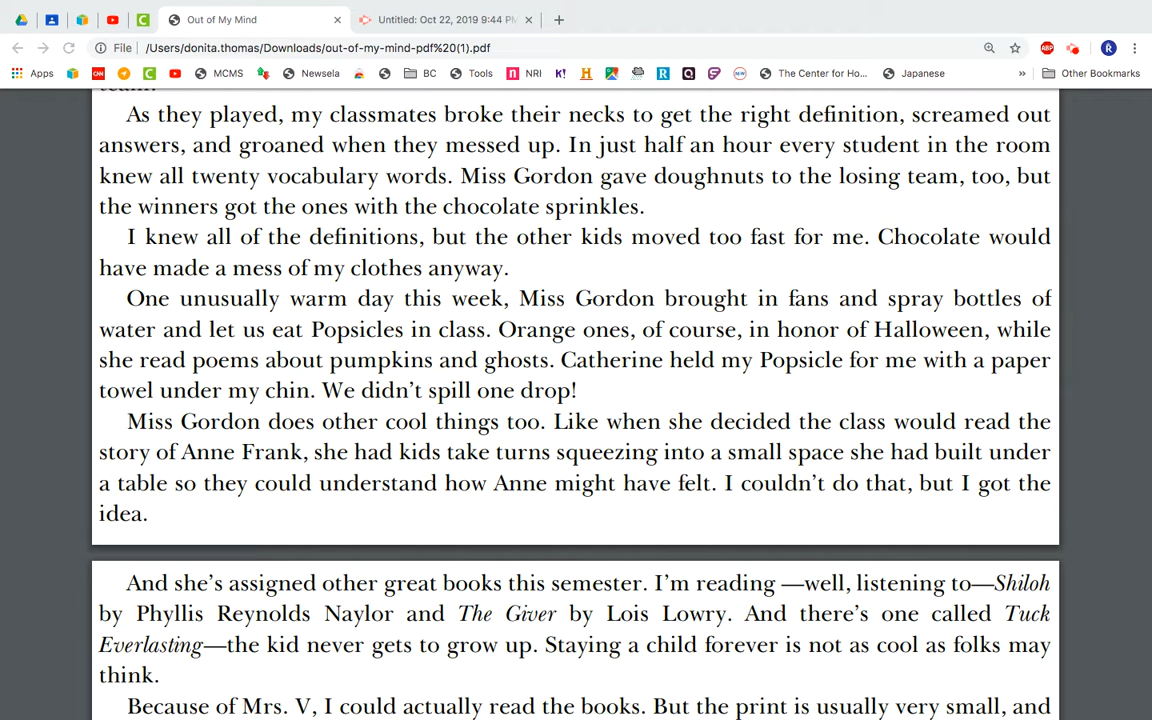 Out of My Mind
Untitled: Oct 22, 2019 9:44 PM
File /Users/donita.thomas/Downloads/out-of-my-mind-pdf%20(1).pdf
ABP R
Apps CNN MCMS Newsela BC Tools NRI K! H R The Center for Ho... Japanese » Other Bookmarks
team.
As they played, my classmates broke their necks to get the right definition, screamed out
answers, and groaned when they messed up. In just half an hour every student in the room
knew all twenty vocabulary words. Miss Gordon gave doughnuts to the losing team, too, but
the winners got the ones with the chocolate sprinkles.
I knew all of the definitions, but the other kids moved too fast for me. Chocolate would
have made a mess of my clothes anyway.
One unusually warm day this week, Miss Gordon brought in fans and spray bottles of
water and let us eat Popsicles in class. Orange ones, of course, in honor of Halloween, while
she read poems about pumpkins and ghosts. Catherine held my Popsicle for me with a paper
towel under my chin. We didn't spill one drop!
Miss Gordon does other cool things too. Like when she decided the class would read the
story of Anne Frank, she had kids take turns squeezing into a small space she had built under
a table so they could understand how Anne might have felt. I couldn't do that, but I got the
idea.
And she's assigned other great books this semester. I'm reading —well, listening to—Shiloh
by Phyllis Reynolds Naylor and The Giver by Lois Lowry. And there's one called Tuck
Everlasting—the kid never gets to grow up. Staying a child forever is not as cool as folks may
think.
Because of Mrs. V, I could actually read the books. But the print is usually very small, and